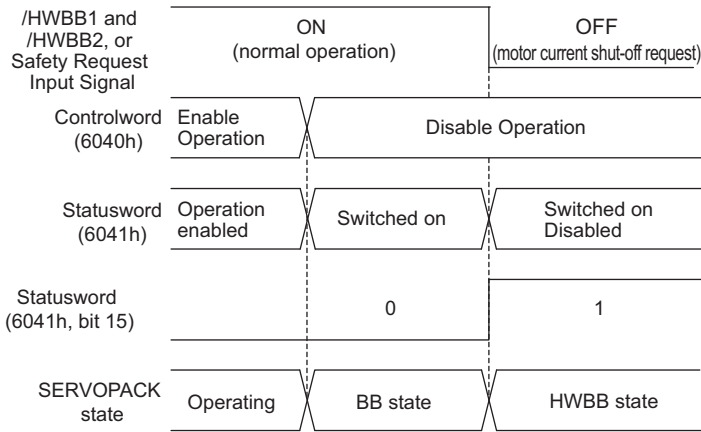 /HWBB1 and
/HWBB2, or
Safety Request
Input Signal
ON
(normal operation)
OFF
(motor current shut-off request)
Controlword
(6040h)
Enable
Operation
Disable Operation
Statusword
(6041h)
Operation
enabled
Switched on
Switched on
Disabled
Statusword
(6041h, bit 15)
0
1
SERVOPACK
state
Operating
BB state
HWBB state